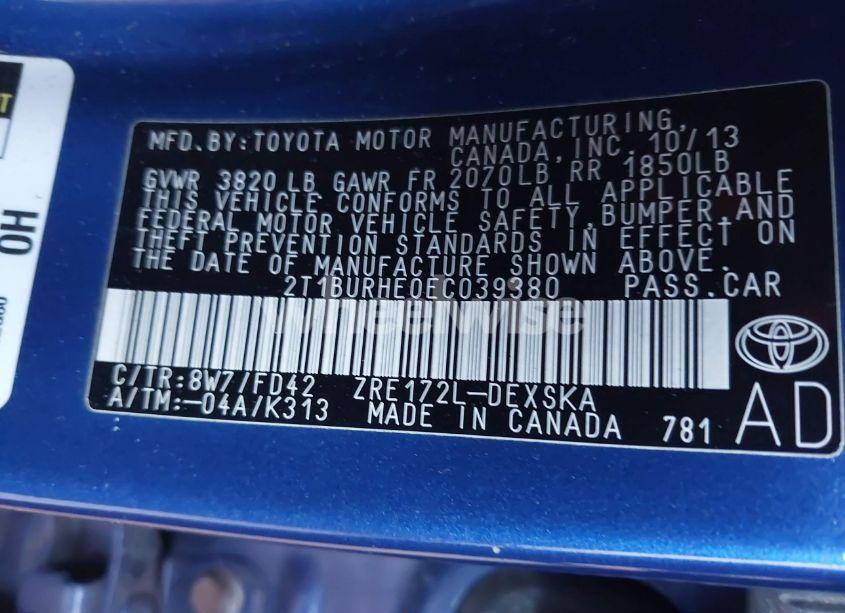 MFD. BY: TOYOTA MOTOR MANUFACTURING,
CANADA, INC. 10/13
GVWR 3820 LB GAWR FR 2070LB RR 1850LB
THIS VEHICLE CONFORMS TO ALL APPLICABLE
FEDERAL MOTOR VEHICLE SAFETY, BUMPER, AND
THEFT PREVENTION STANDARDS IN EFFECT ON
THE DATE OF MANUFACTURE SHOWN ABOVE.
2T1BURHE0EC039380 PASS. CAR
wheelwise
C/TR: 8W7/FD42 ZRE172L-DEXSKA
A/TM: -04A/K313 MADE IN CANADA 781 AD
OH